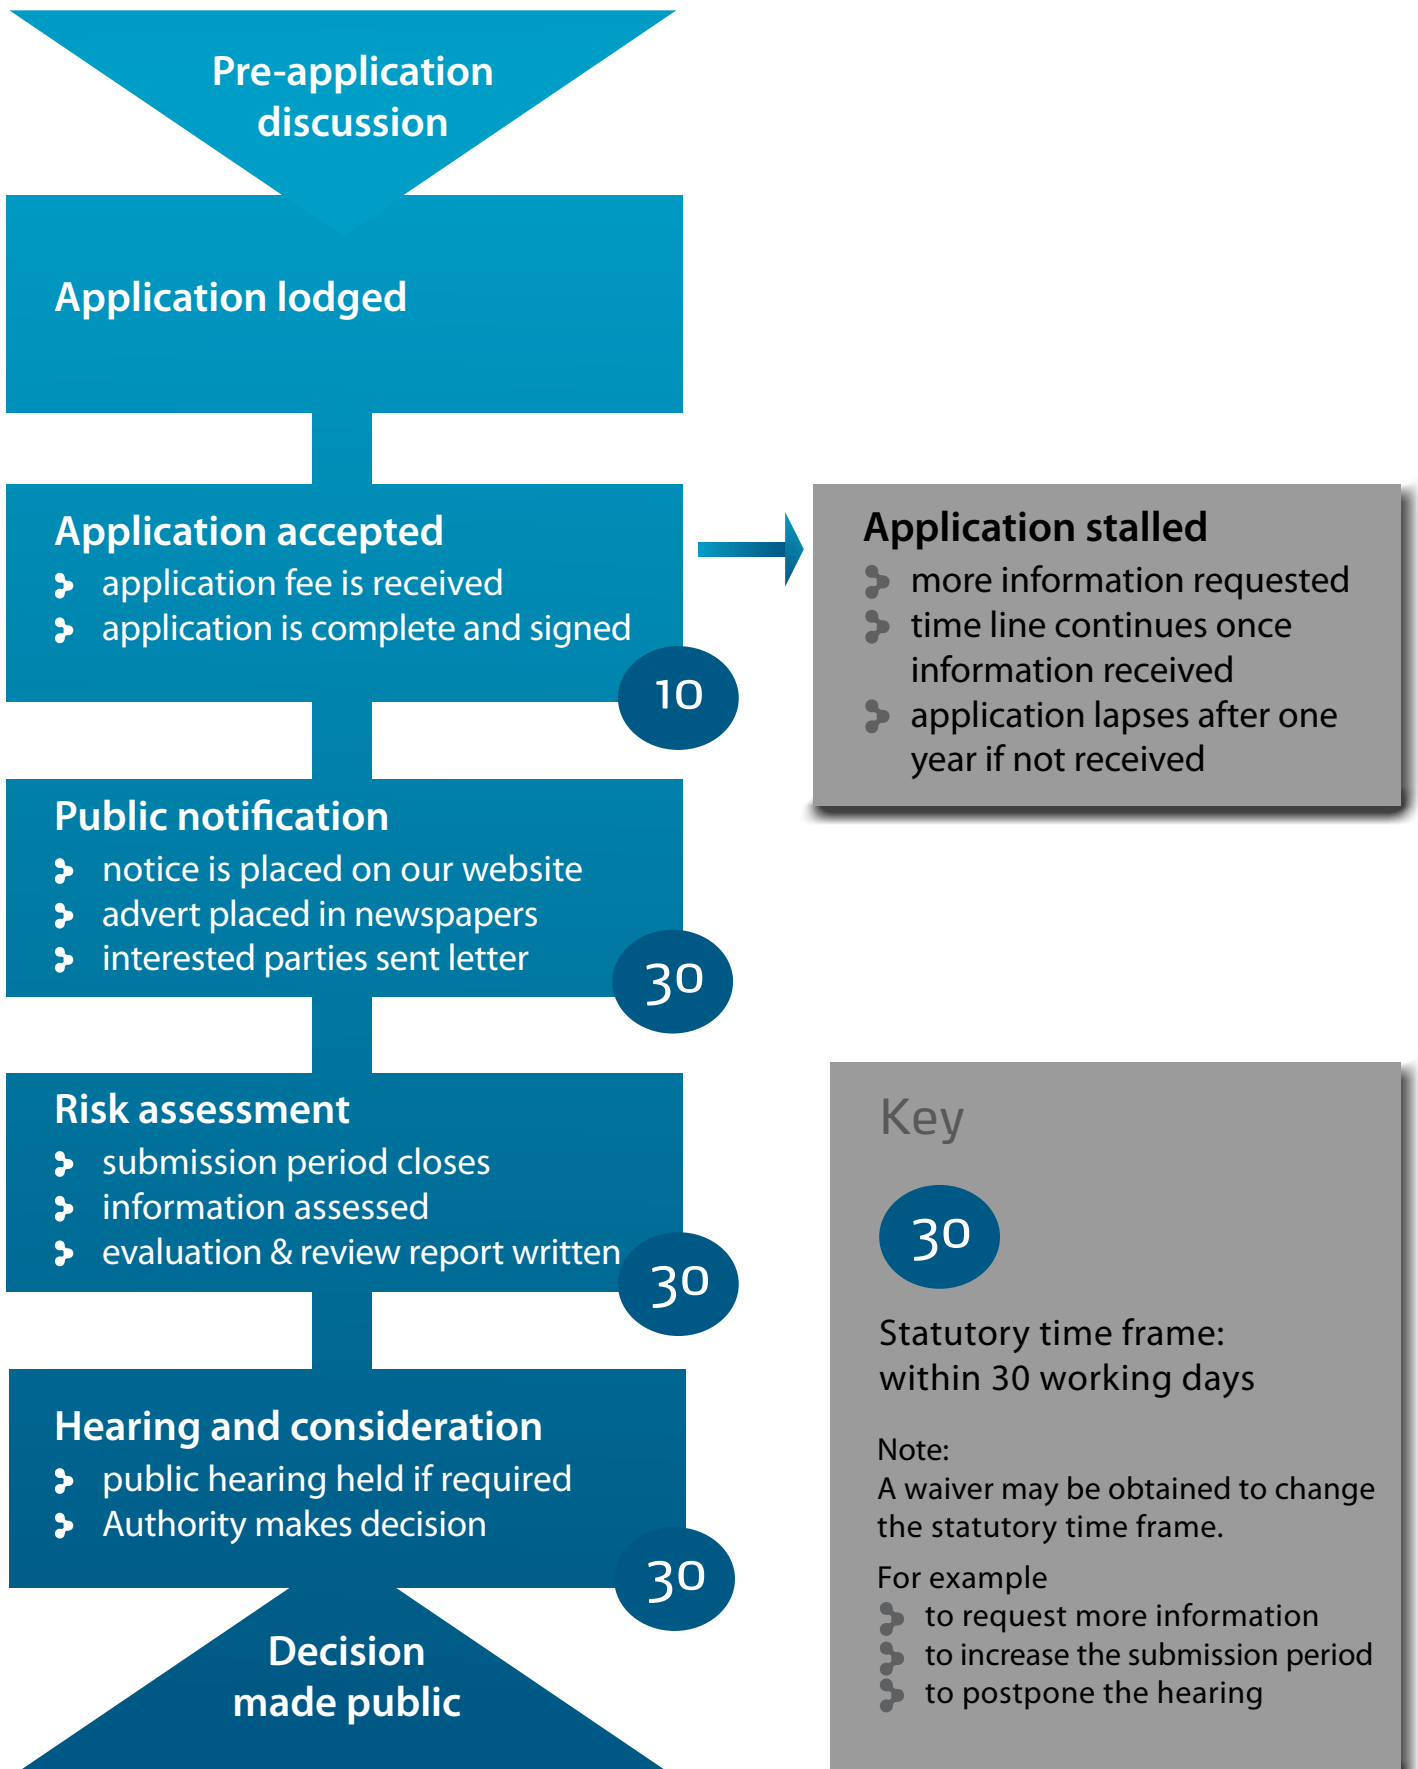 Pre-application
discussion
Application lodged
Application accepted
application fee is received
application is complete and signed
10
Application stalled
more information requested
time line continues once
information received
application lapses after one
year if not received
Public notification
notice is placed on our website
advert placed in newspapers
interested parties sent letter
30
Risk assessment
submission period closes
information assessed
evaluation & review report written
30
Hearing and consideration
public hearing held if required
Authority makes decision
30
Decision
made public
Key
30
Statutory time frame:
within 30 working days
Note:
A waiver may be obtained to change
the statutory time frame.
For example
to request more information
to increase the submission period
to postpone the hearing